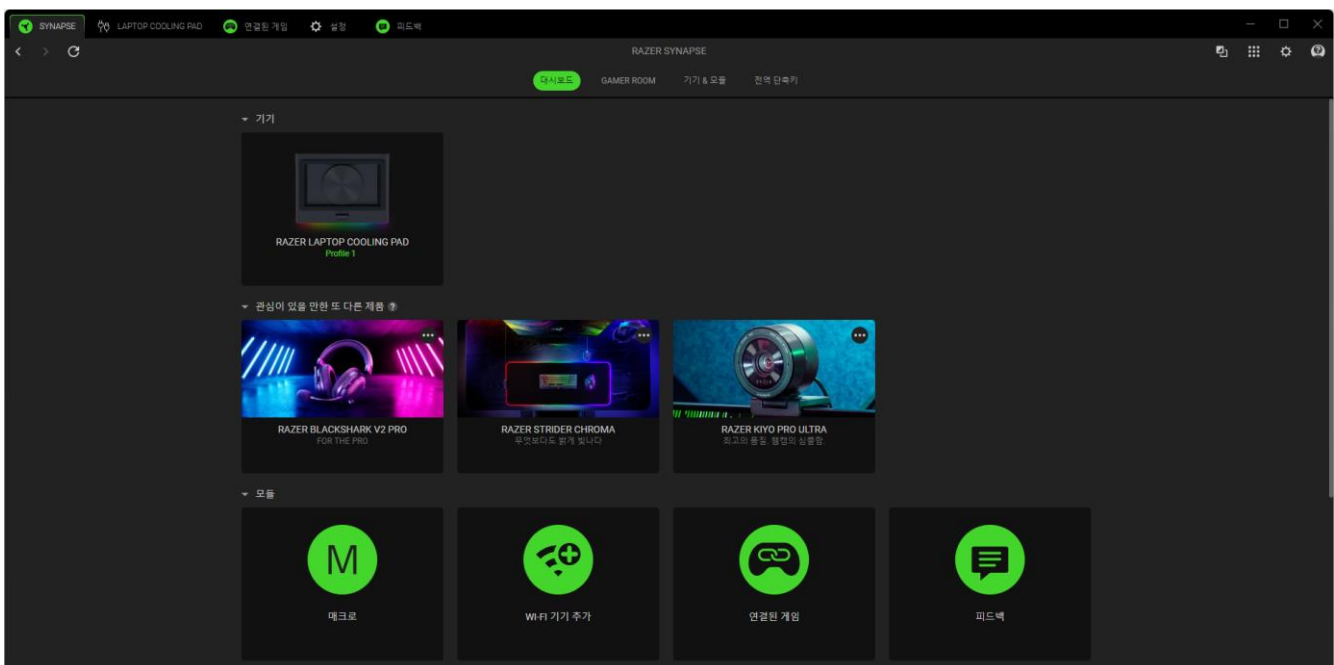 SYNAPSE
LAPTOP COOLING PAD
연결된 게임
설정
피드백
RAZER SYNAPSE
대시보드
GAMER ROOM
기기 & 모듈
전역 단축키
기기
RAZER LAPTOP COOLING PAD
Profile 1
관심이 있을 만한 또 다른 제품 ?
RAZER BLACKSHARK V2 PRO
FOR THE PRO
RAZER STRIDER CHROMA
무엇보다도 밝게 빛나다
RAZER KIYO PRO ULTRA
최고의 품질. 웹캠의 심플함.
모듈
M
매크로
WI-FI 기기 추가
연결된 게임
피드백